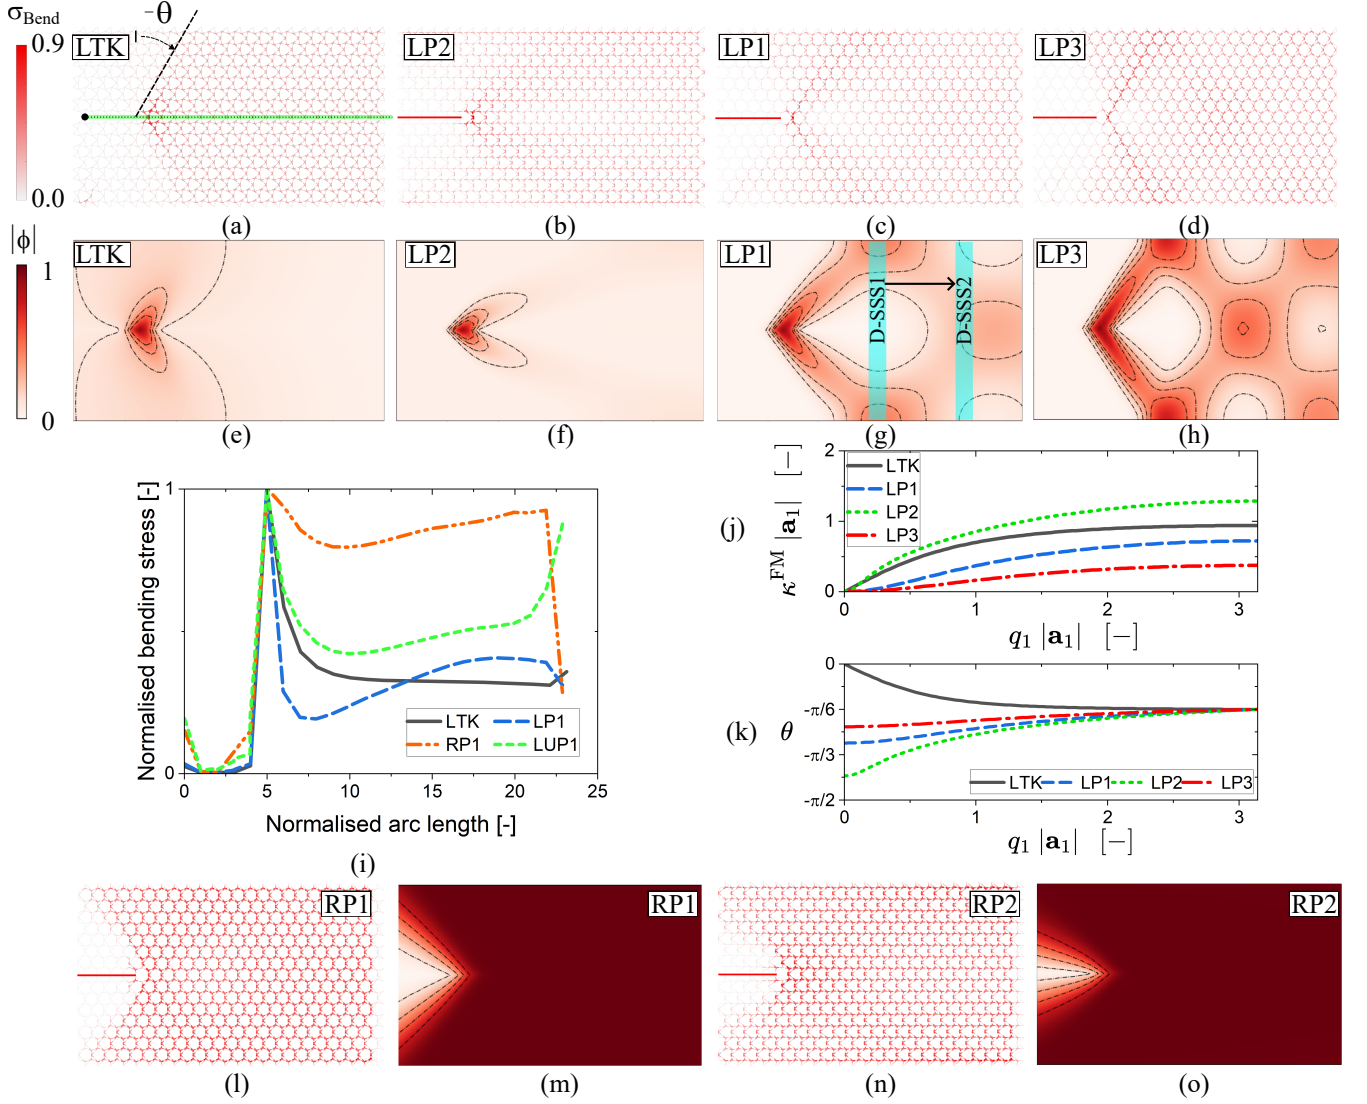 σBend
0.9
0.0
-θ
LTK
LP2
LP1
LP3
(a)
(b)
(c)
(d)
|ϕ|
1
0
LTK
LP2
LP1
LP3
D-SSS1
D-SSS2
(e)
(f)
(g)
(h)
Normalised bending stress [-]
1
0
0 5 10 15 20 25
Normalised arc length [-]
LTK
LP1
RP1
LUP1
(i)
(j)
κ^FM |a₁| [−]
2
1
0
LTK
LP1
LP2
LP3
0 1 2 3
q₁ |a₁| [−]
(k)
θ
0
-π/6
-π/3
-π/2
LTK LP1 LP2 LP3
0 1 2 3
q₁ |a₁| [−]
RP1
RP1
RP2
RP2
(l)
(m)
(n)
(o)